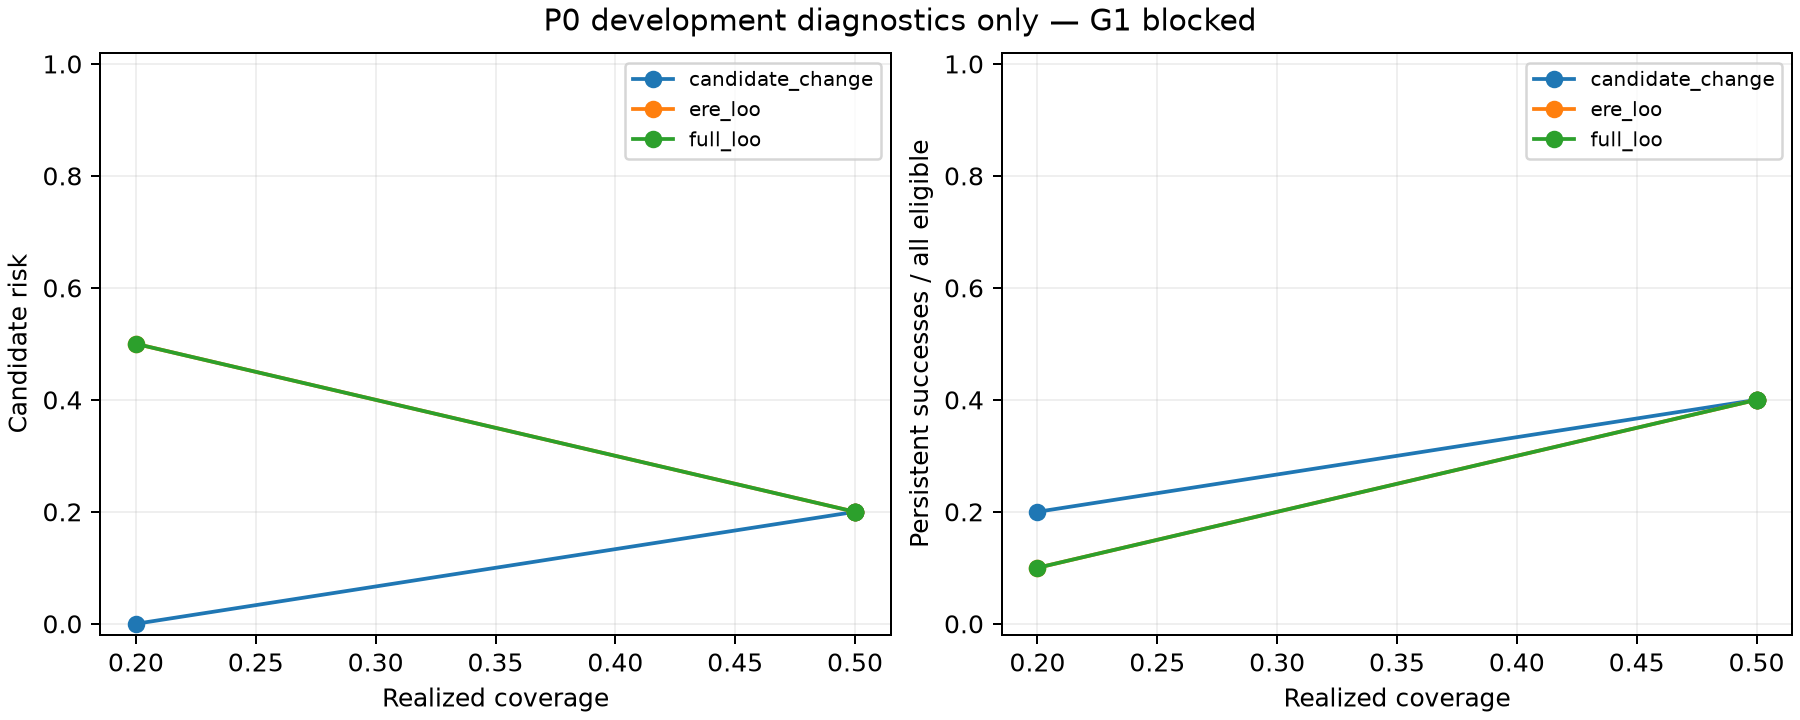 P0 development diagnostics only — G1 blocked
Candidate risk
1.0
0.8
0.6
0.4
0.2
0.0
candidate_change
ere_loo
full_loo
0.20 0.25 0.30 0.35 0.40 0.45 0.50
Realized coverage
Persistent successes / all eligible
1.0
0.8
0.6
0.4
0.2
0.0
candidate_change
ere_loo
full_loo
0.20 0.25 0.30 0.35 0.40 0.45 0.50
Realized coverage